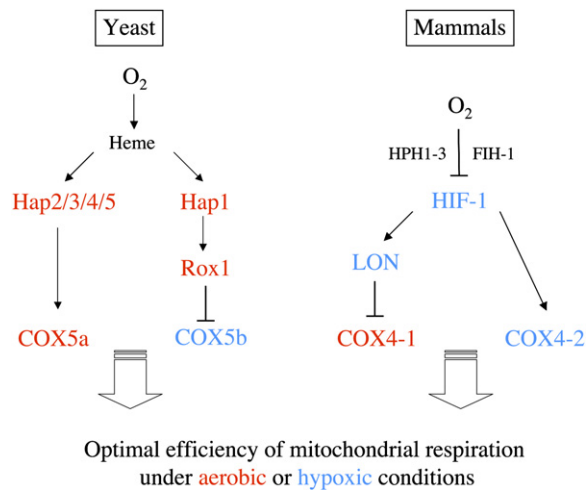 Yeast
O2
Heme
Hap2/3/4/5
Hap1
Rox1
COX5a
COX5b
Mammals
O2
HPH1-3
FIH-1
HIF-1
LON
COX4-1
COX4-2
Optimal efficiency of mitochondrial respiration
under aerobic or hypoxic conditions